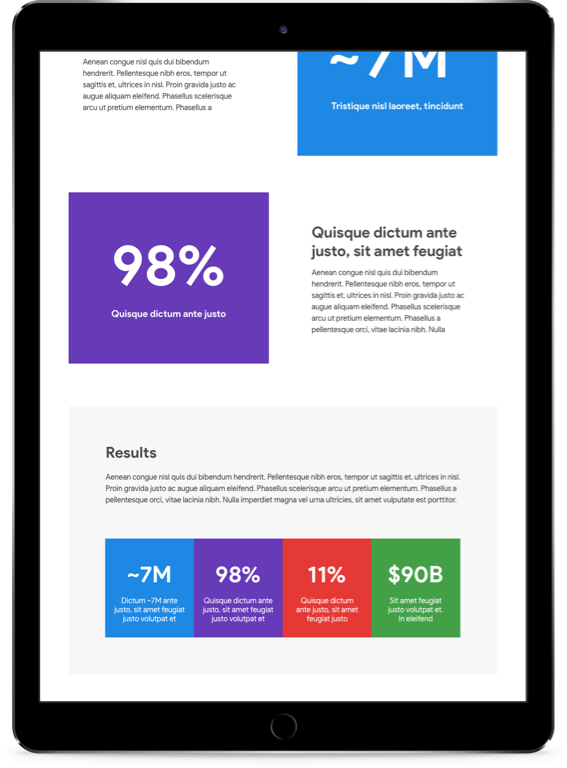 Aenean congue nisl quis dui bibendum
hendrerit. Pellentesque nibh eros, tempor ut
sagittis et, ultrices in nisl. Proin gravida justo ac
augue aliquam eleifend. Phasellus scelerisque
arcu ut pretium elementum. Phasellus a
~7M
Tristique nisl laoreet, tincidunt
98%
Quisque dictum ante justo
Quisque dictum ante
justo, sit amet feugiat
Aenean congue nisl quis dui bibendum
hendrerit. Pellentesque nibh eros, tempor ut
sagittis et, ultrices in nisl. Proin gravida justo ac
augue aliquam eleifend. Phasellus scelerisque
arcu ut pretium elementum. Phasellus a
pellentesque orci, vitae lacinia nibh. Nulla
Results
Aenean congue nisl quis dui bibendum hendrerit. Pellentesque nibh eros, tempor ut sagittis et, ultrices in nisl.
Proin gravida justo ac augue aliquam eleifend. Phasellus scelerisque arcu ut pretium elementum. Phasellus a
pellentesque orci, vitae lacinia nibh. Nulla imperdiet magna vel urna ultricies, sit amet vulputate est porttitor.
~7M
Dictum ~7M ante
justo, sit amet feugiat
justo volutpat et
98%
Quisque dictum ante
justo, sit amet feugiat
justo volutpat et
11%
Quisque dictum
ante justo, sit amet
feugiat justo
$90B
Sit amet feugiat
justo volutpat et.
In eleifend